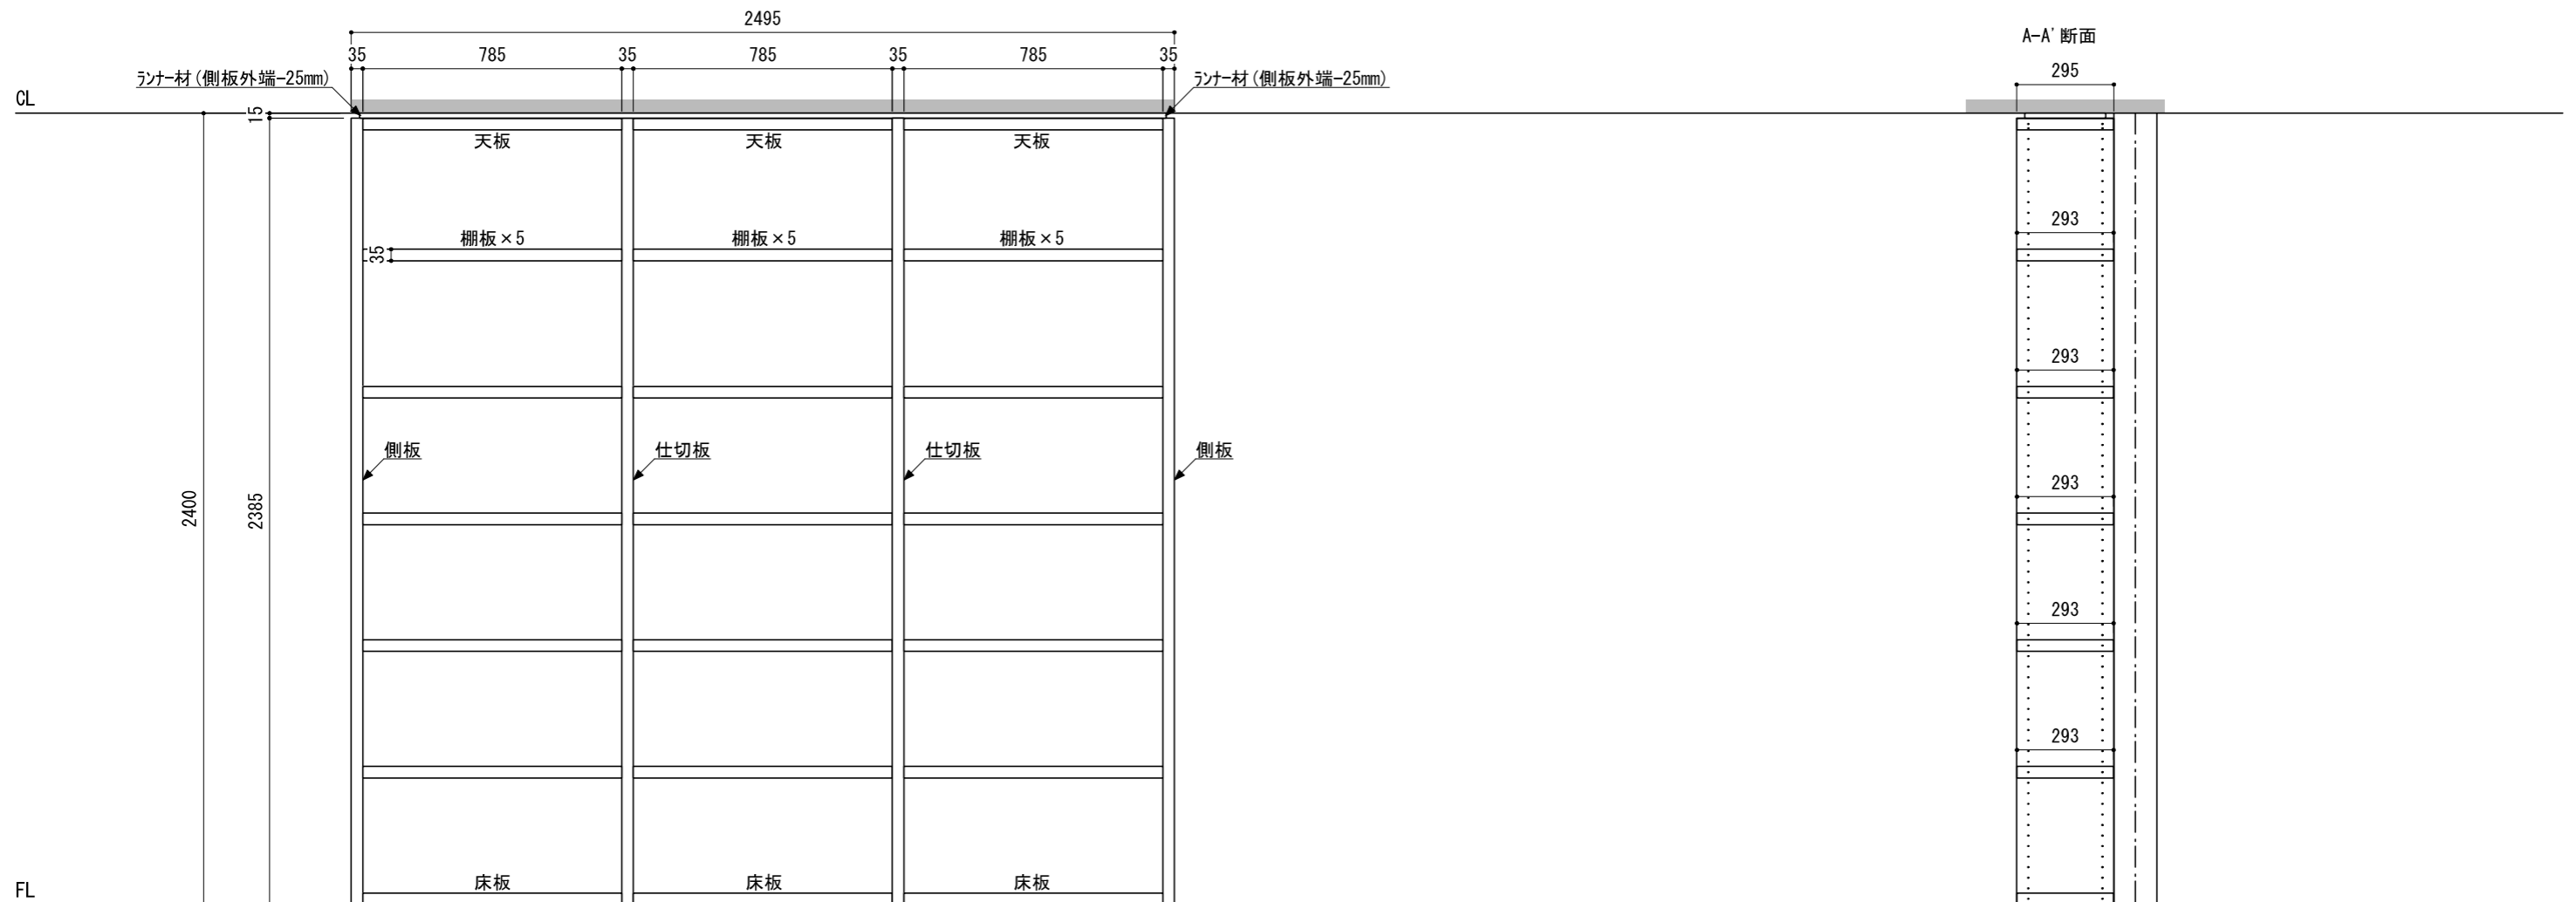 2495
A-A' 断面
35 785 35 785 35 785 35
295
ランナー材(側板外端-25mm)
ランナー材(側板外端-25mm)
CL
15
天板 天板 天板
293
棚板×5 棚板×5 棚板×5
35
293
側板 仕切板 仕切板 側板
293
2400
2385
293
293
床板 床板 床板
FL